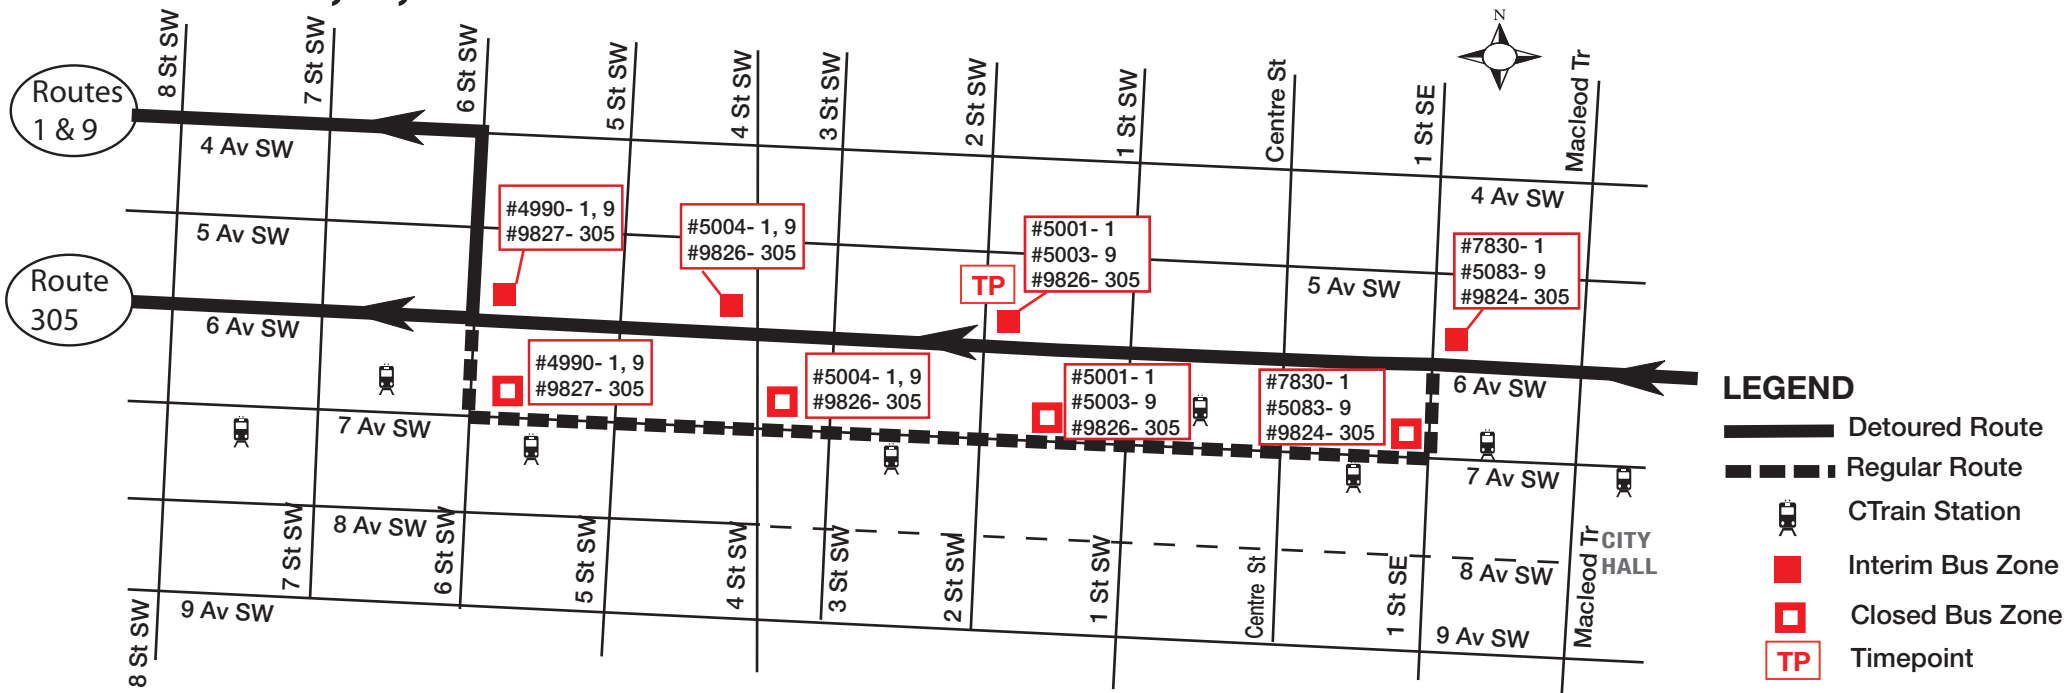 8 St SW
7 St SW
6 St SW
5 St SW
4 St SW
3 St SW
2 St SW
1 St SW
Centre St
1 St SE
Macleod Tr
N
Routes
1 & 9
4 Av SW
4 Av SW
#4990- 1, 9
#9827- 305
#5004- 1, 9
#9826- 305
#5001- 1
#5003- 9
#9826- 305
#7830- 1
#5083- 9
#9824- 305
5 Av SW
5 Av SW
TP
Route
305
6 Av SW
6 Av SW
#4990- 1, 9
#9827- 305
#5004- 1, 9
#9826- 305
#5001- 1
#5003- 9
#9826- 305
#7830- 1
#5083- 9
#9824- 305
7 Av SW
7 Av SW
8 Av SW
8 Av SW
9 Av SW
9 Av SW
8 St SW
7 St SW
6 St SW
5 St SW
4 St SW
3 St SW
2 St SW
1 St SW
Centre St
1 St SE
Macleod Tr
CITY
HALL
LEGEND
Detoured Route
Regular Route
CTrain Station
Interim Bus Zone
Closed Bus Zone
TP
Timepoint